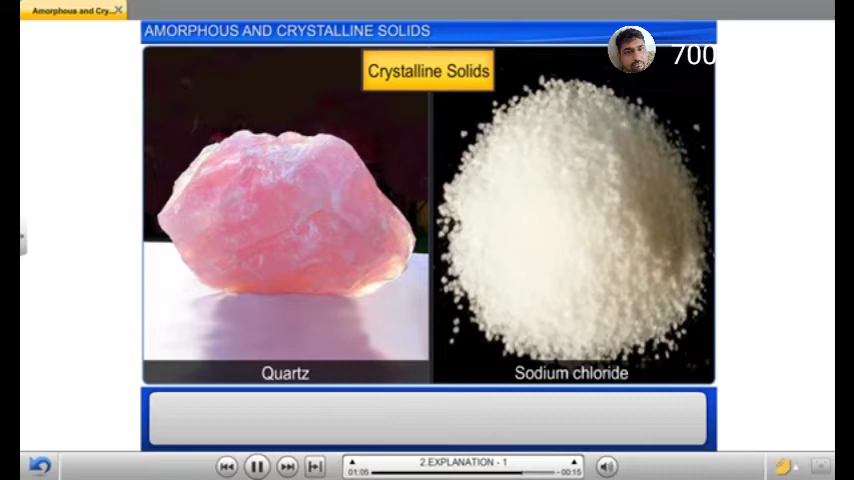 Amorphous and Cry...
AMORPHOUS AND CRYSTALLINE SOLIDS
700
Crystalline Solids
Quartz
Sodium chloride
2.EXPLANATION - 1
01:05
- 00:15